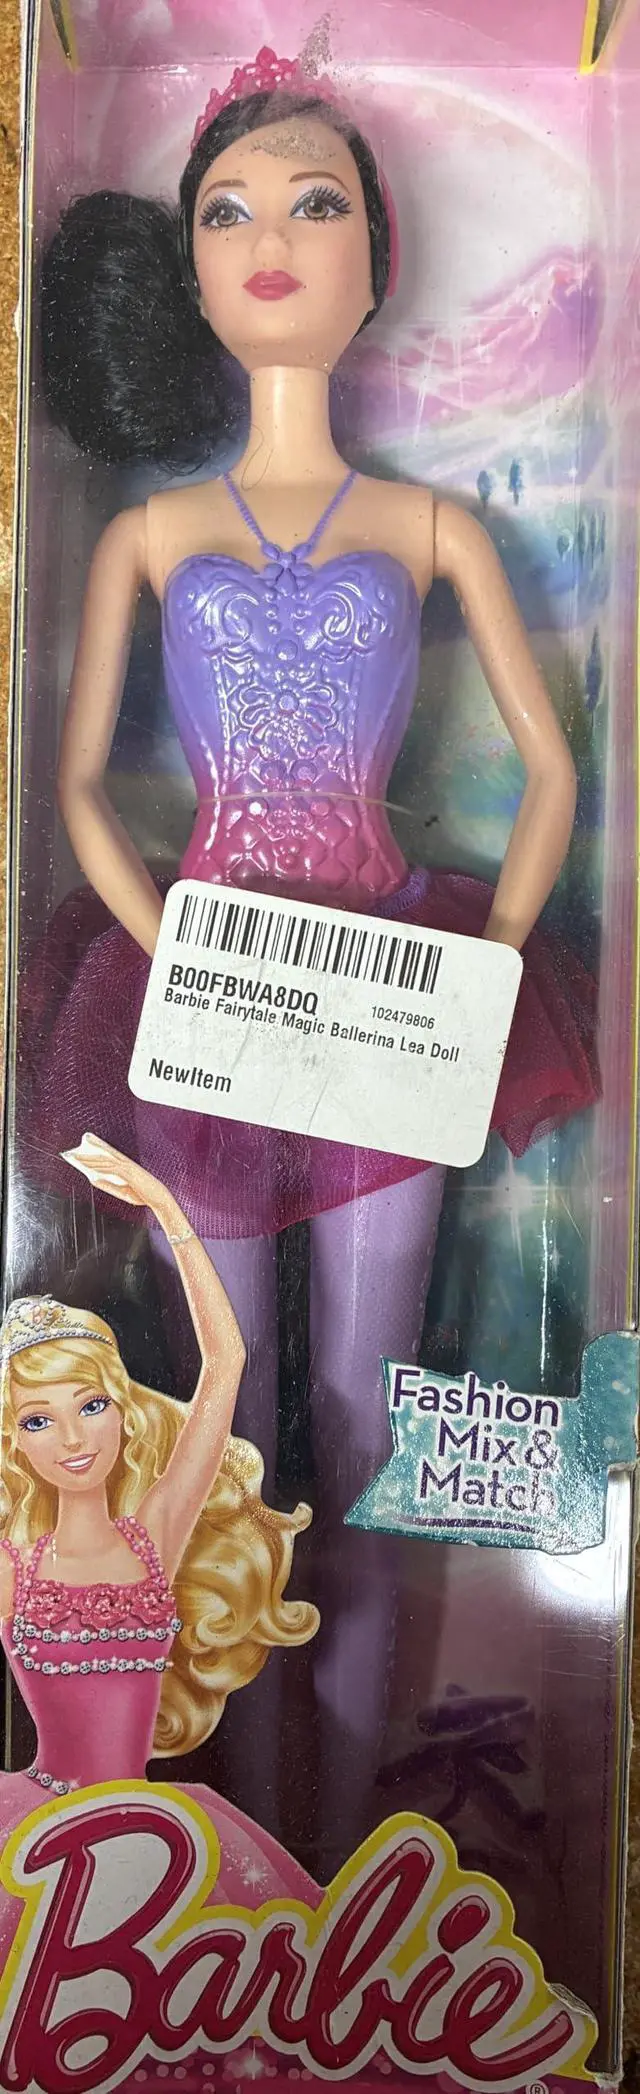 B00FBWA8DQ
102479806
Barbie Fairytale Magic Ballerina Lea Doll
NewItem
Fashion
Mix &
Match
Barbie
®